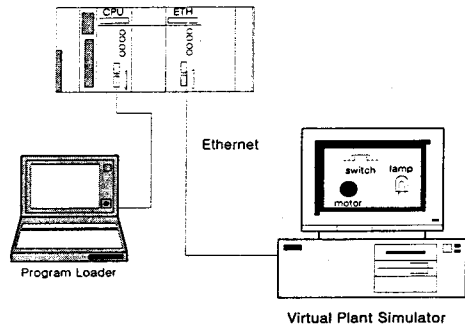 CPU ETH
Ethernet
switch lamp
motor
Program Loader
Virtual Plant Simulator